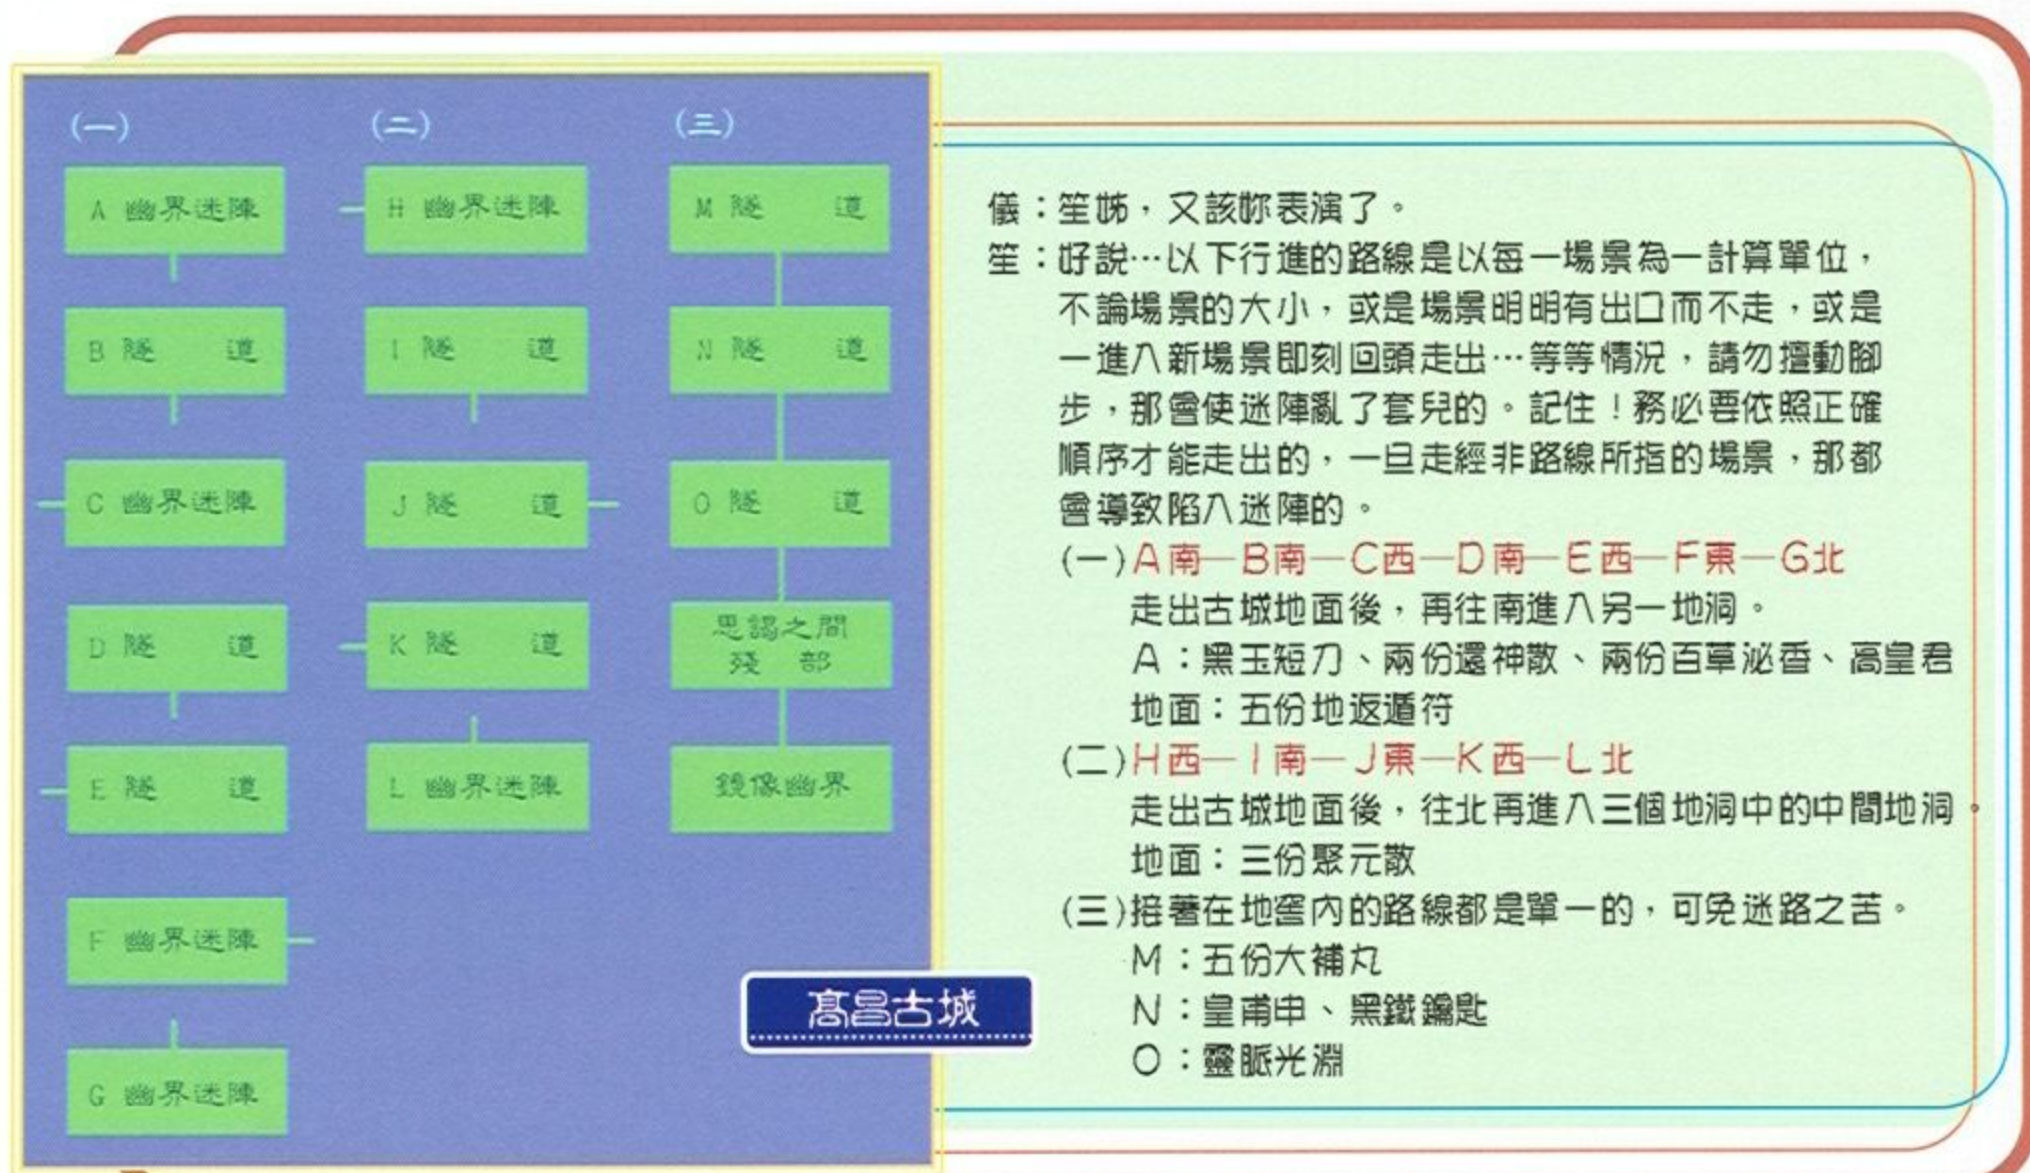 (一)
A 幽界迷陣
B 隧 道
C 幽界迷陣
D 隧 道
E 隧 道
F 幽界迷陣
G 幽界迷陣
(二)
H 幽界迷陣
I 隧 道
J 隧 道
K 隧 道
L 幽界迷陣
(三)
M 隧 道
N 隧 道
O 隧 道
思謁之間
殘 部
鏡像幽界
高昌古城
儀：笙姊，又該妳表演了。
笙：好說…以下行進的路線是以每一場景為一計算單位，
不論場景的大小，或是場景明明有出口而不走，或是
一進入新場景即刻回頭走出…等等情況，請勿擅動腳
步，那會使迷陣亂了套兒的。記住！務必要依照正確
順序才能走出的，一旦走經非路線所指的場景，那都
會導致陷入迷陣的。
(一)A南—B南—C西—D南—E西—F東—G北
走出古城地面後，再往南進入另一地洞。
A：黑玉短刀、兩份還神散、兩份百草泌香、高皇君
地面：五份地返遁符
(二)H西—I南—J東—K西—L北
走出古城地面後，往北再進入三個地洞中的中間地洞。
地面：三份聚元散
(三)接著在地窖內的路線都是單一的，可免迷路之苦。
M：五份大補丸
N：皇甫申、黑鐵鑰匙
O：靈脈光淵